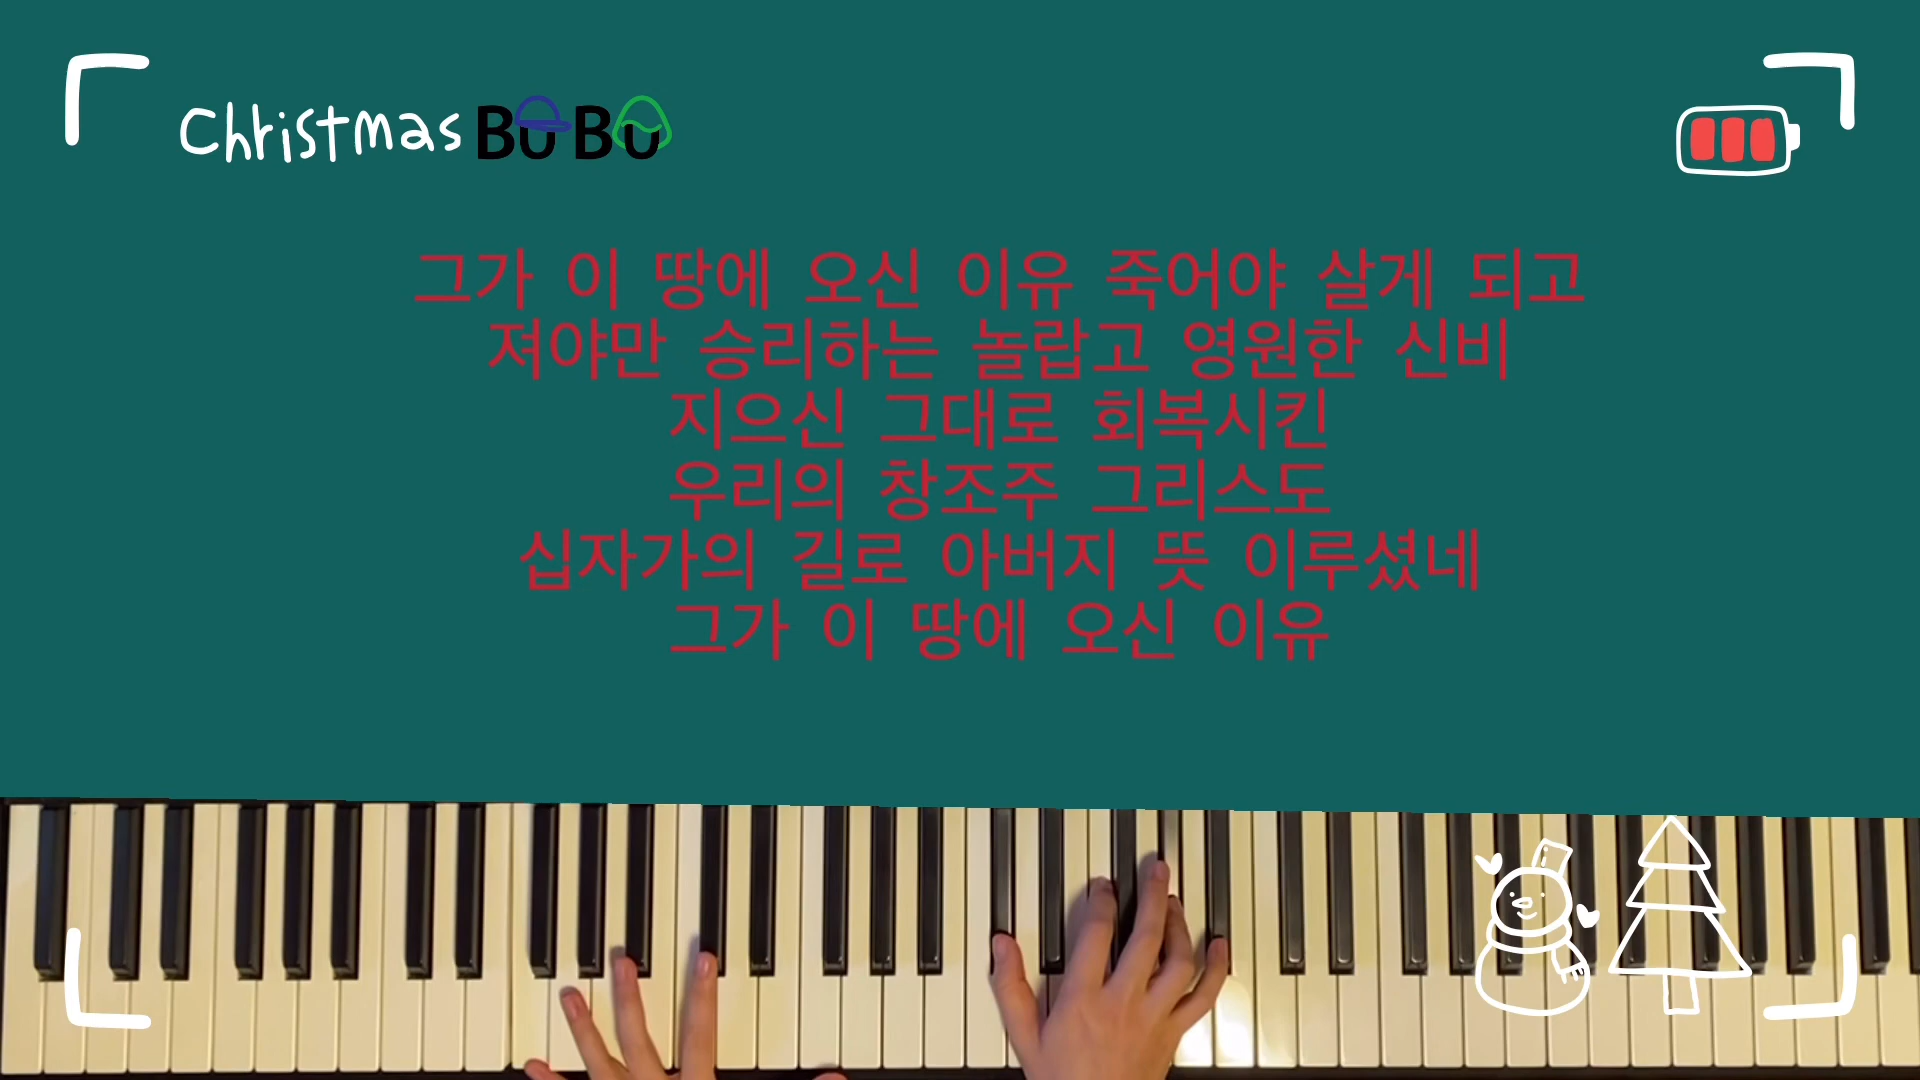 Christmas BUBU
그가 이 땅에 오신 이유 죽어야 살게 되고
져야만 승리하는 놀랍고 영원한 신비
지으신 그대로 회복시킨
우리의 창조주 그리스도
십자가의 길로 아버지 뜻 이루셨네
그가 이 땅에 오신 이유